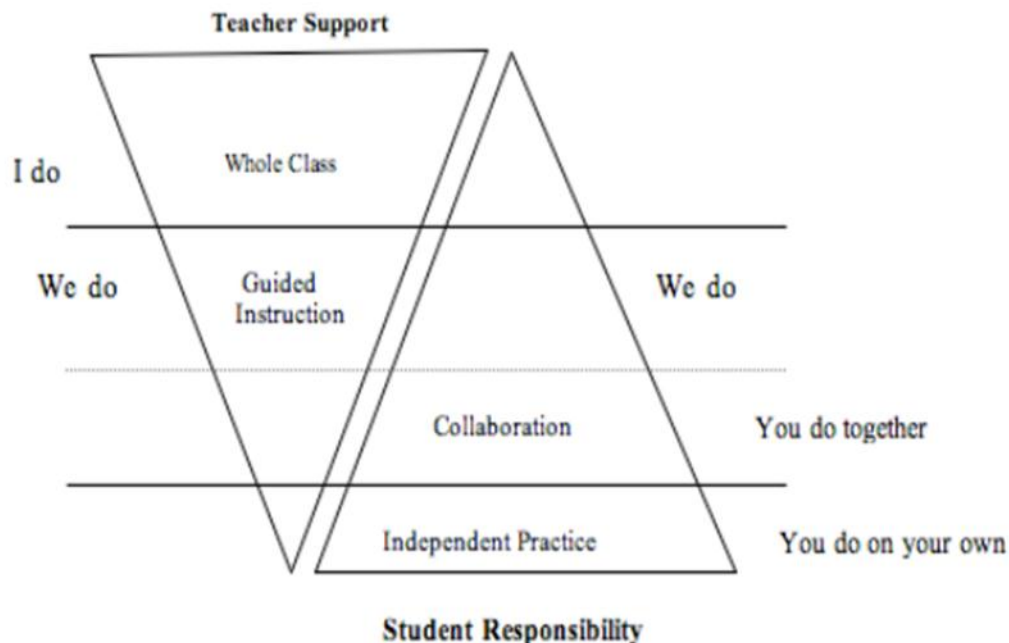 Teacher Support
I do
Whole Class
We do
Guided
Instruction
We do
Collaboration
You do together
Independent Practice
You do on your own
Student Responsibility